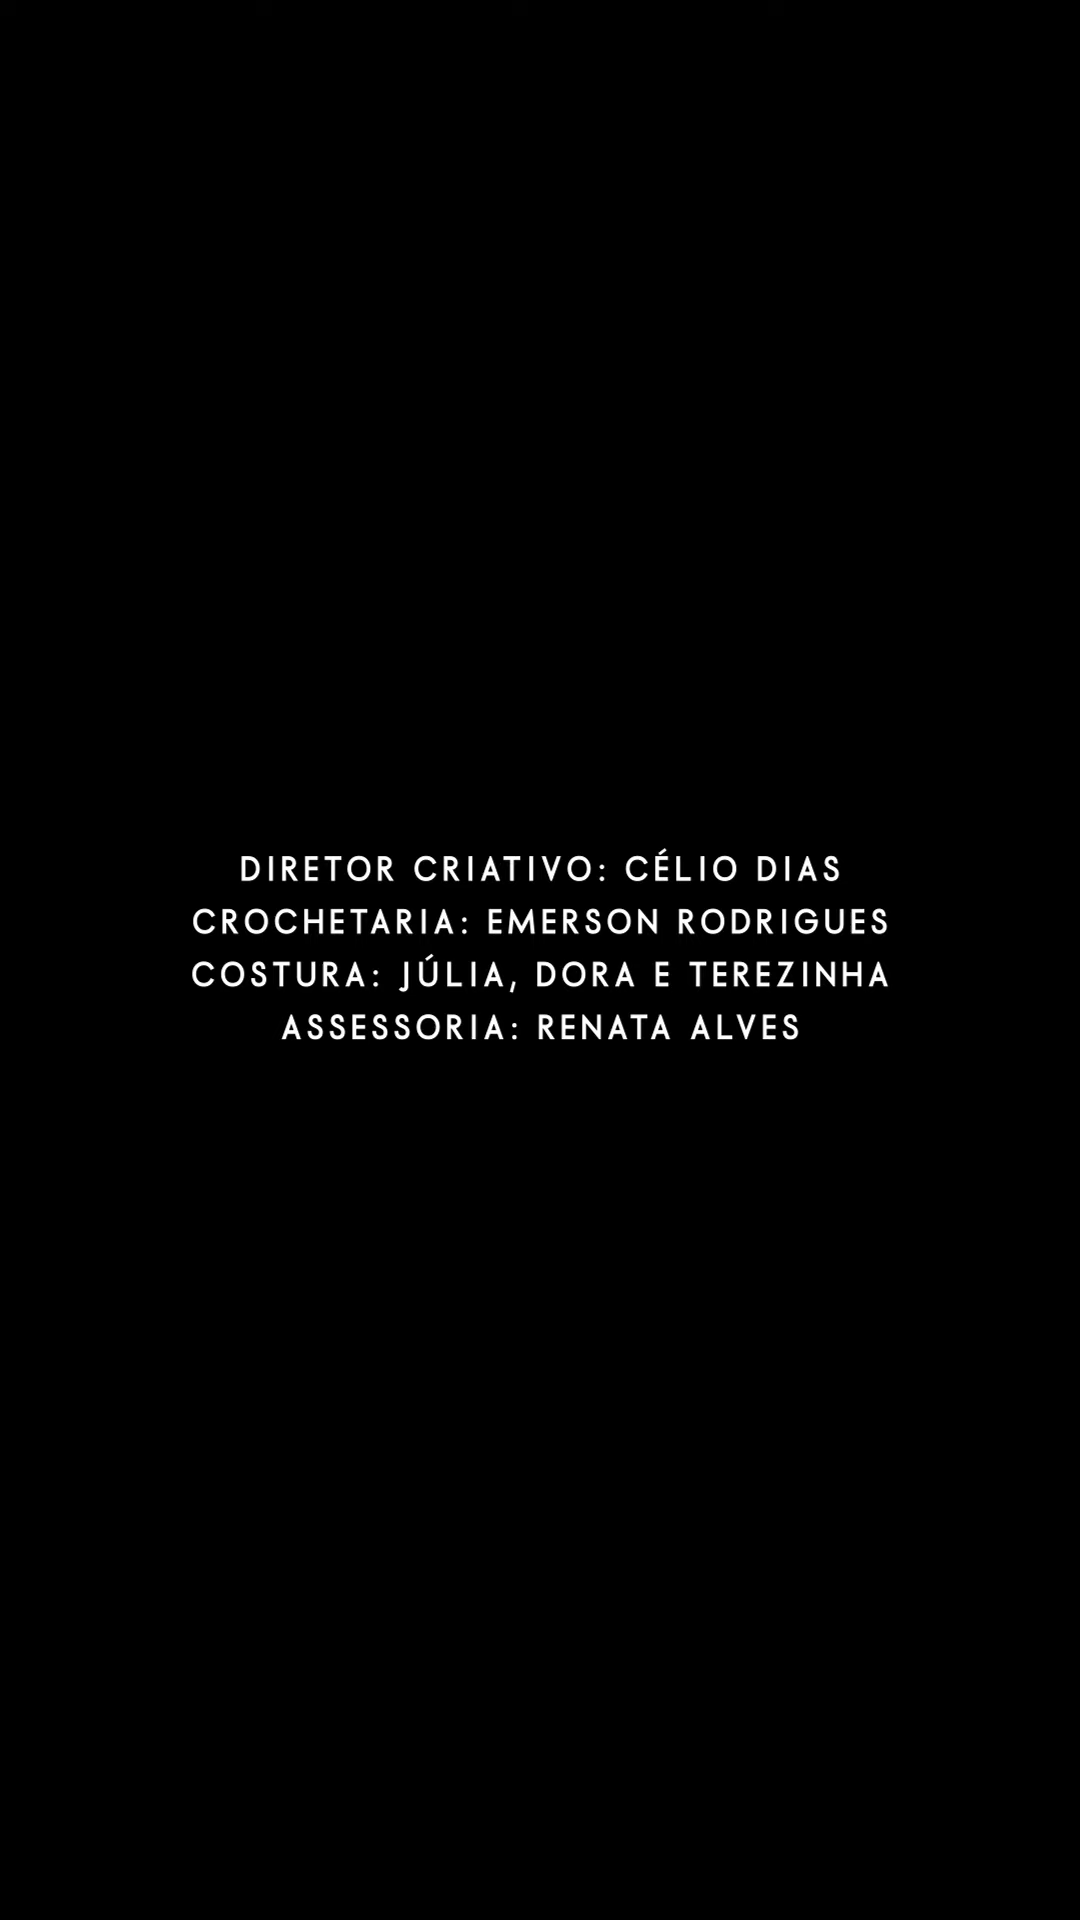 DIRETOR CRIATIVO: CÉLIO DIAS
CROCHETARIA: EMERSON RODRIGUES
COSTURA: JÚLIA, DORA E TEREZINHA
ASSESSORIA: RENATA ALVES